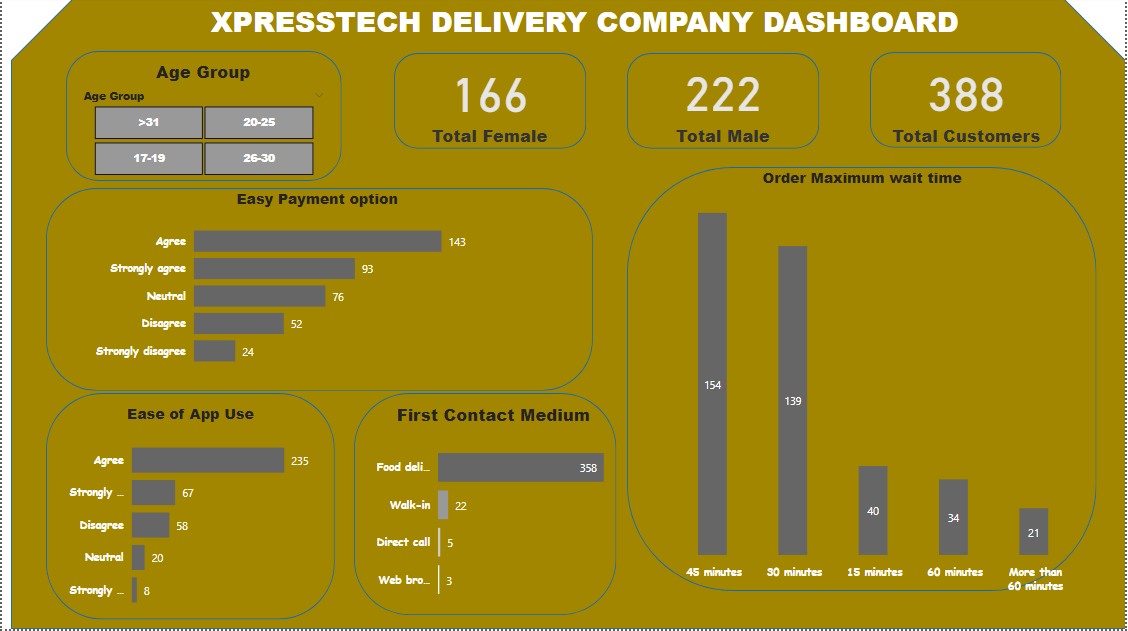 XPRESSTECH DELIVERY COMPANY DASHBOARD
Age Group
Age Group
>31
20-25
17-19
26-30
166
Total Female
222
Total Male
388
Total Customers
Easy Payment option
Agree 143
Strongly agree 93
Neutral 76
Disagree 52
Strongly disagree 24
Order Maximum wait time
154
139
40
34
21
45 minutes
30 minutes
15 minutes
60 minutes
More than
60 minutes
Ease of App Use
Agree 235
Strongly ... 67
Disagree 58
Neutral 20
Strongly ... 8
First Contact Medium
Food deli... 358
Walk-in 22
Direct call 5
Web bro... 3